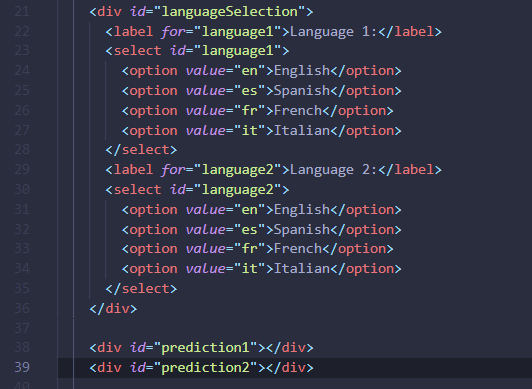 21 <div id="languageSelection">
22 <label for="language1">Language 1:</label>
23 <select id="language1">
24 <option value="en">English</option>
25 <option value="es">Spanish</option>
26 <option value="fr">French</option>
27 <option value="it">Italian</option>
28 </select>
29 <label for="language2">Language 2:</label>
30 <select id="language2">
31 <option value="en">English</option>
32 <option value="es">Spanish</option>
33 <option value="fr">French</option>
34 <option value="it">Italian</option>
35 </select>
36 </div>
37
38 <div id="prediction1"></div>
39 <div id="prediction2"></div>